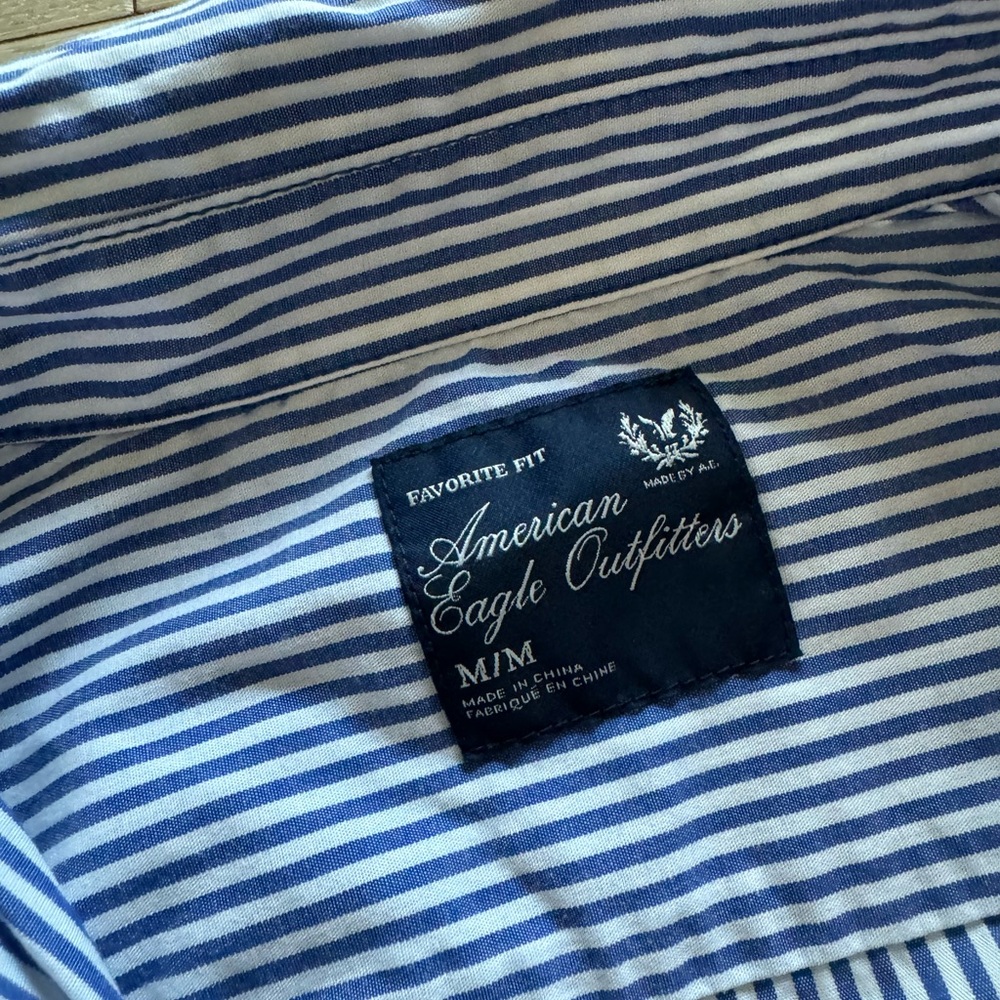 FAVORITE FIT
MADE BY A.E.
American
Eagle Outfitters
M/M
MADE IN CHINA
FABRIQUÉ EN CHINE